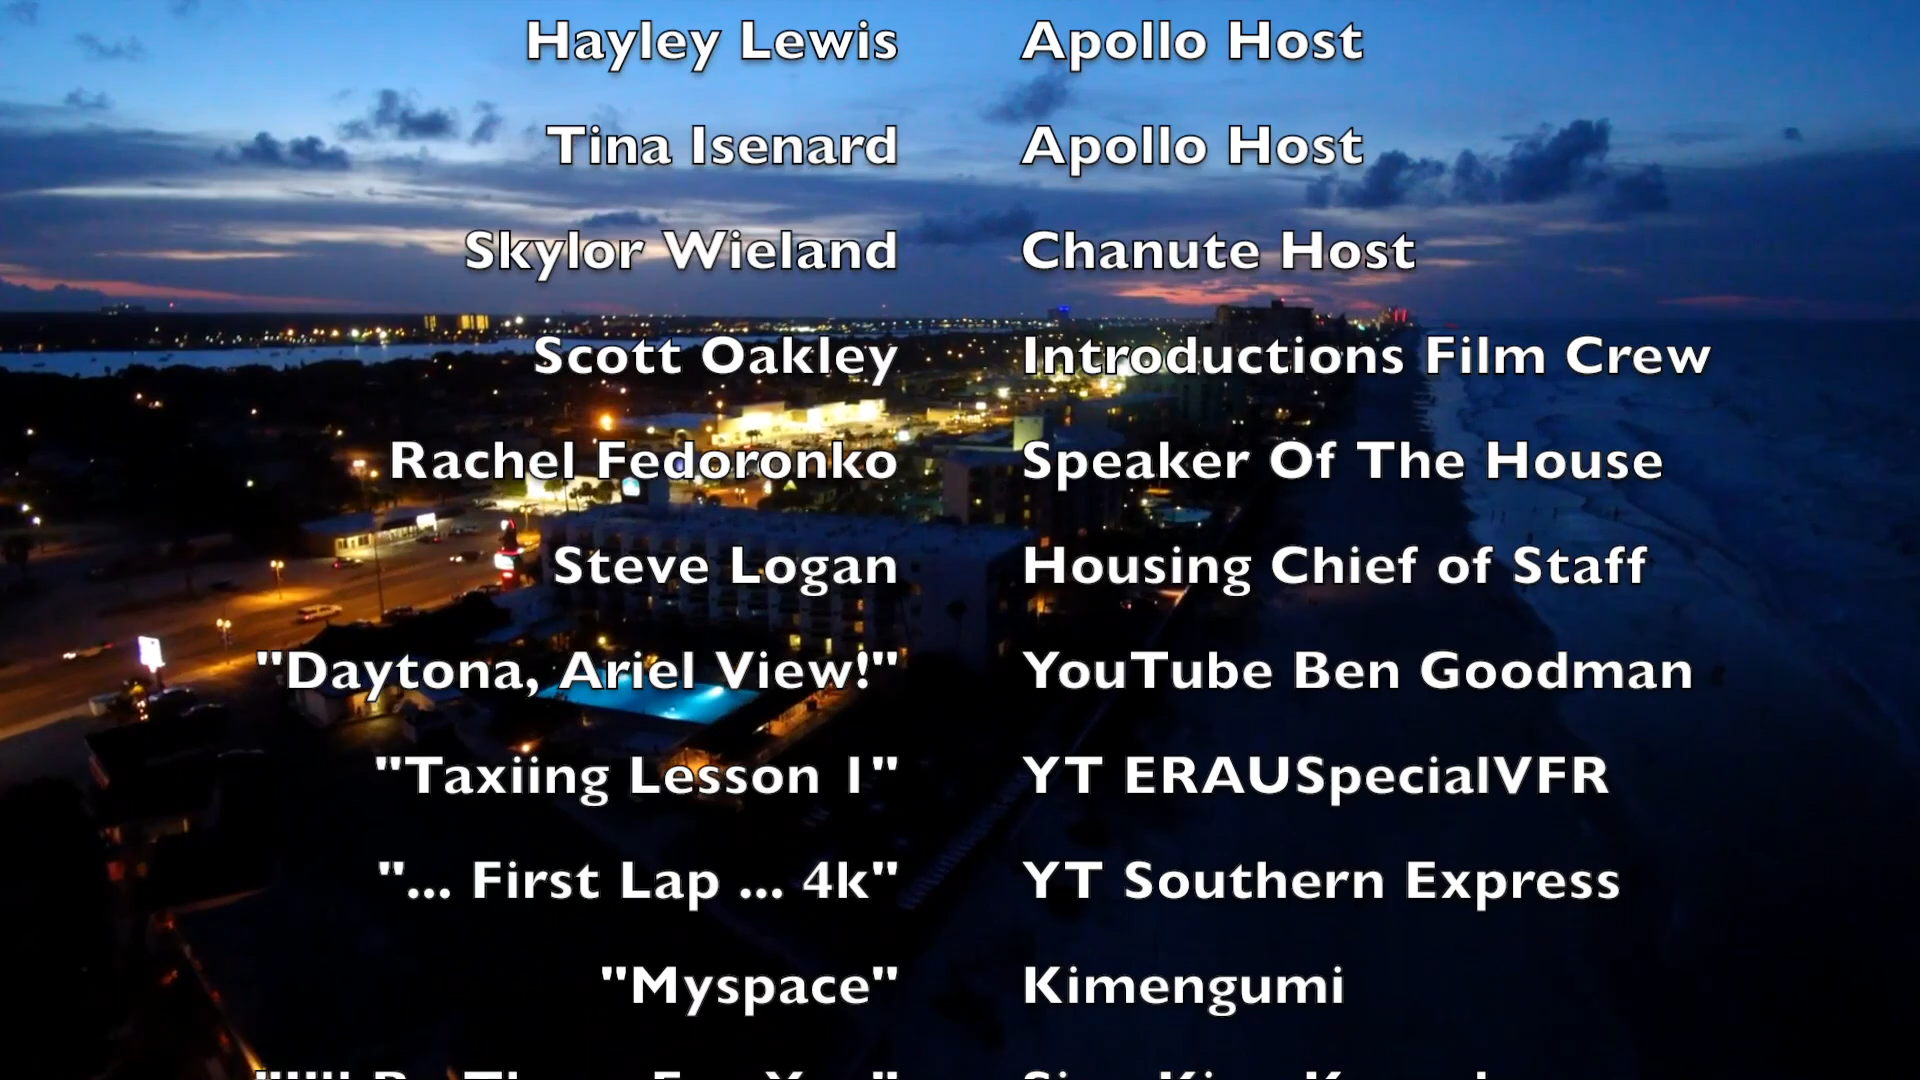 Hayley Lewis Apollo Host
Tina Isenard Apollo Host
Skylor Wieland Chanute Host
Scott Oakley Introductions Film Crew
Rachel Fedoronko Speaker Of The House
Steve Logan Housing Chief of Staff
"Daytona, Ariel View!" YouTube Ben Goodman
"Taxiing Lesson 1" YT ERAUSpecialVFR
"... First Lap ... 4k" YT Southern Express
"Myspace" Kimengumi